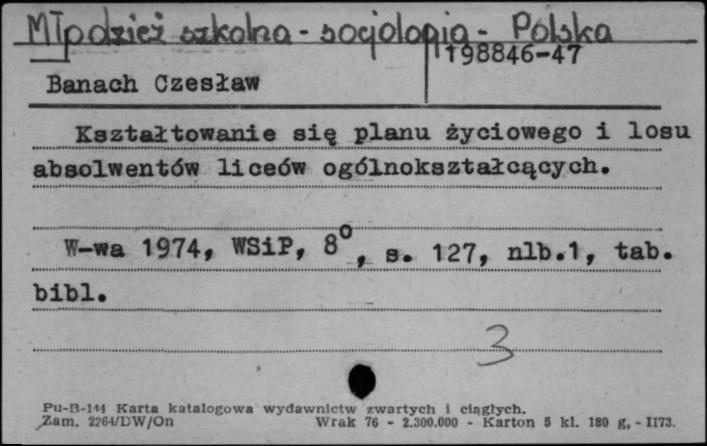 Młodzież szkolna - socjologia - Polska
198846-47
Banach Czesław
Kształtowanie się planu życiowego i losu
absolwentów liceów ogólnokształcących.
W-wa 1974, WSiP, 8º, s. 127, nlb.1, tab.
bibl.
3
Pu-B-144 Karta katalogowa wydawnictw zwartych i ciągłych.
Zam. 2264/DW/On Wrak 76 - 2.300.000 - Karton 5 kl. 180 g. - II73.